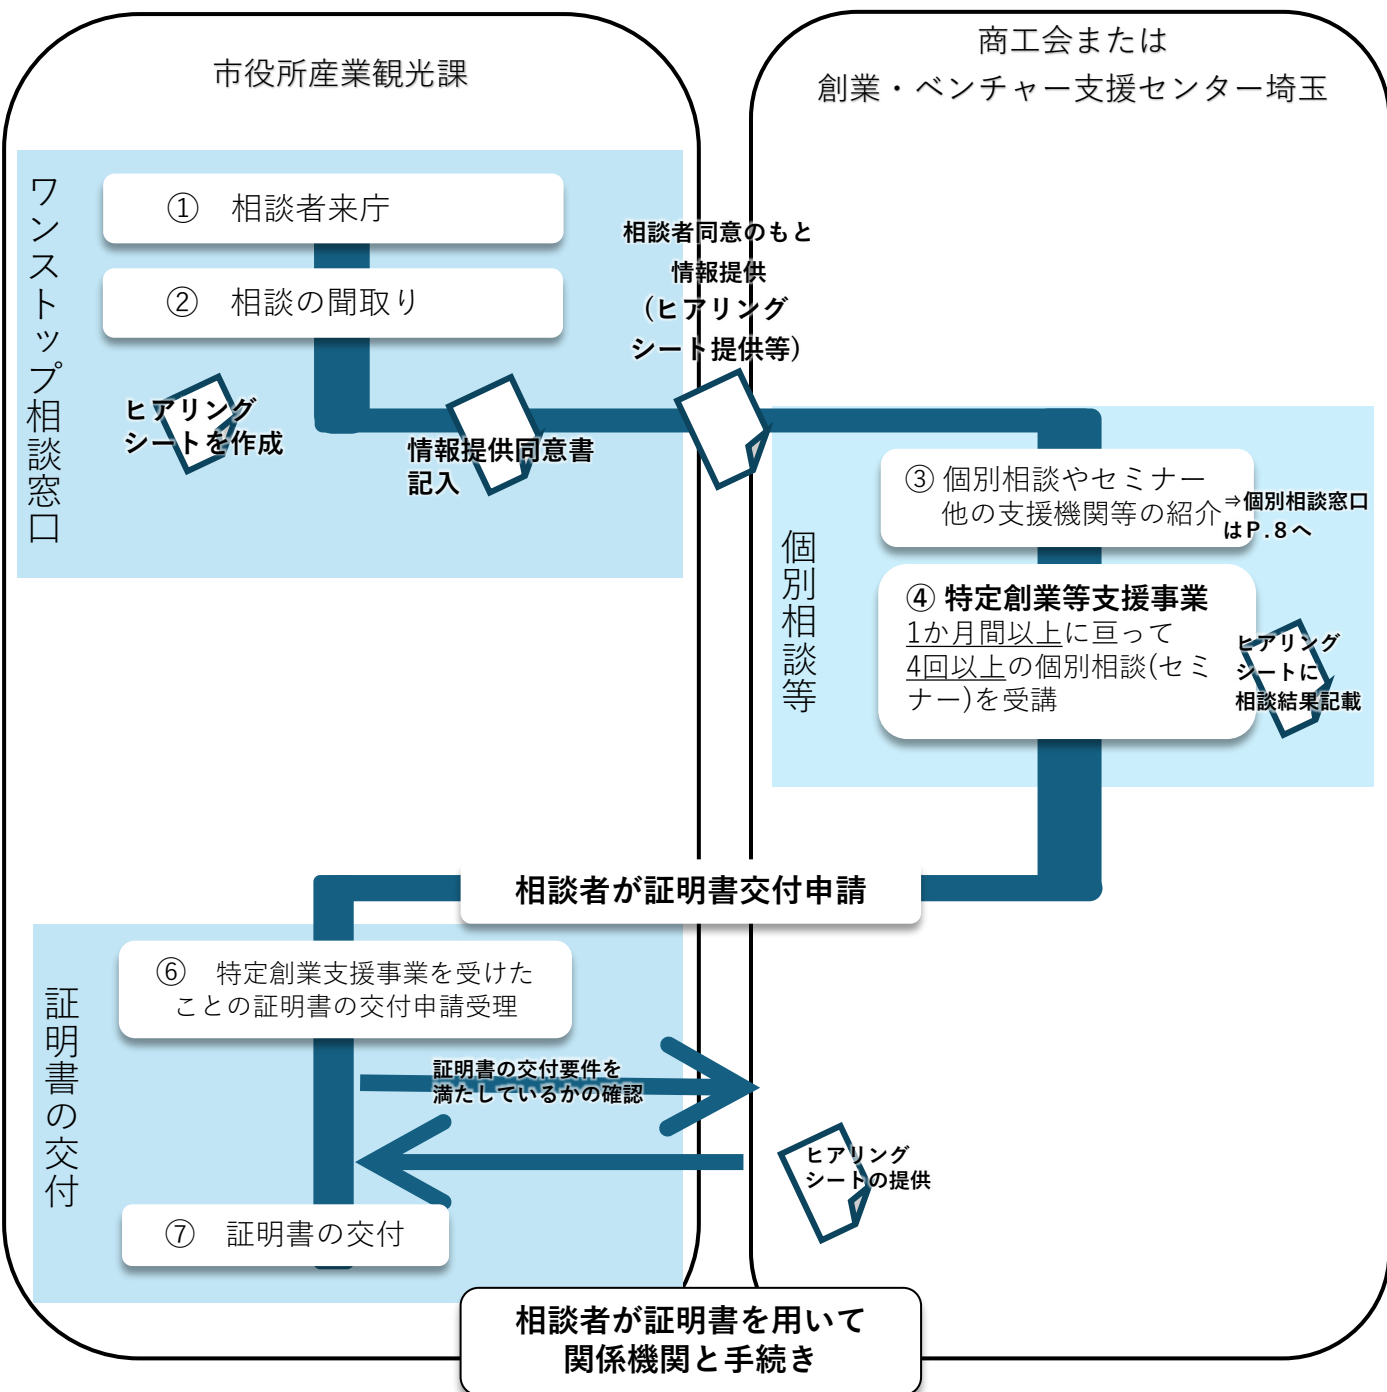 市役所産業観光課
商工会または
創業・ベンチャー支援センター埼玉
ワンストップ相談窓口
① 相談者来庁
② 相談の聞取り
ヒアリング
シートを作成
情報提供同意書
記入
相談者同意のもと
情報提供
(ヒアリング
シート提供等)
個別相談等
③ 個別相談やセミナー
他の支援機関等の紹介
⇒個別相談窓口
はP.8へ
④ 特定創業等支援事業
1か月間以上に亘って
4回以上の個別相談(セミ
ナー)を受講
ヒアリング
シートに
相談結果記載
相談者が証明書交付申請
証明書の交付
⑥ 特定創業支援事業を受けた
ことの証明書の交付申請受理
証明書の交付要件を
満たしているかの確認
ヒアリング
シートの提供
⑦ 証明書の交付
相談者が証明書を用いて
関係機関と手続き